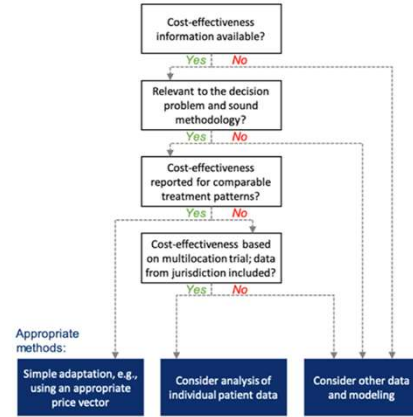 Cost-effectiveness
information available?
Yes No
Relevant to the decision
problem and sound
methodology?
Yes No
Cost-effectiveness
reported for comparable
treatment patterns?
Yes No
Cost-effectiveness based
on multilocation trial; data
from jurisdiction included?
Yes No
Appropriate
methods:
Simple adaptation, e.g.,
using an appropriate
price vector
Consider analysis of
individual patient data
Consider other data
and modeling